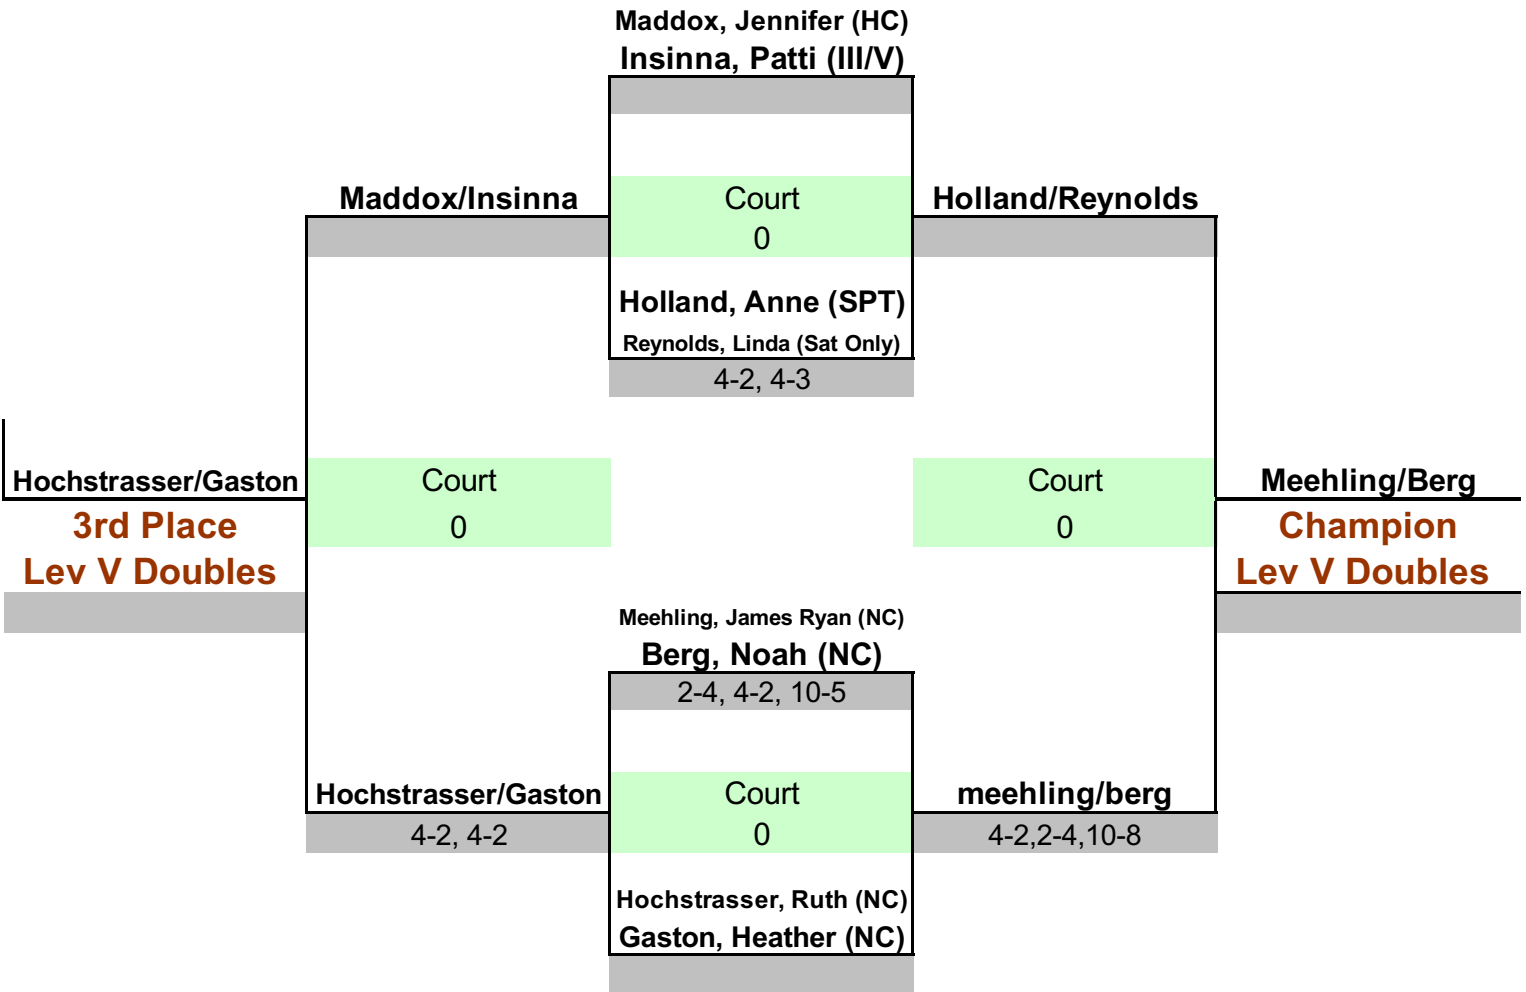 Maddox, Jennifer (HC)
Insinna, Patti (III/V)
Maddox/Insinna
Court
Holland/Reynolds
0
Holland, Anne (SPT)
Reynolds, Linda (Sat Only)
4-2, 4-3
Hochstrasser/Gaston
Court
Court
Meehling/Berg
3rd Place
0
0
Champion
Lev V Doubles
Lev V Doubles
Meehling, James Ryan (NC)
Berg, Noah (NC)
2-4, 4-2, 10-5
Hochstrasser/Gaston
Court
meehling/berg
4-2, 4-2
0
4-2,2-4,10-8
Hochstrasser, Ruth (NC)
Gaston, Heather (NC)